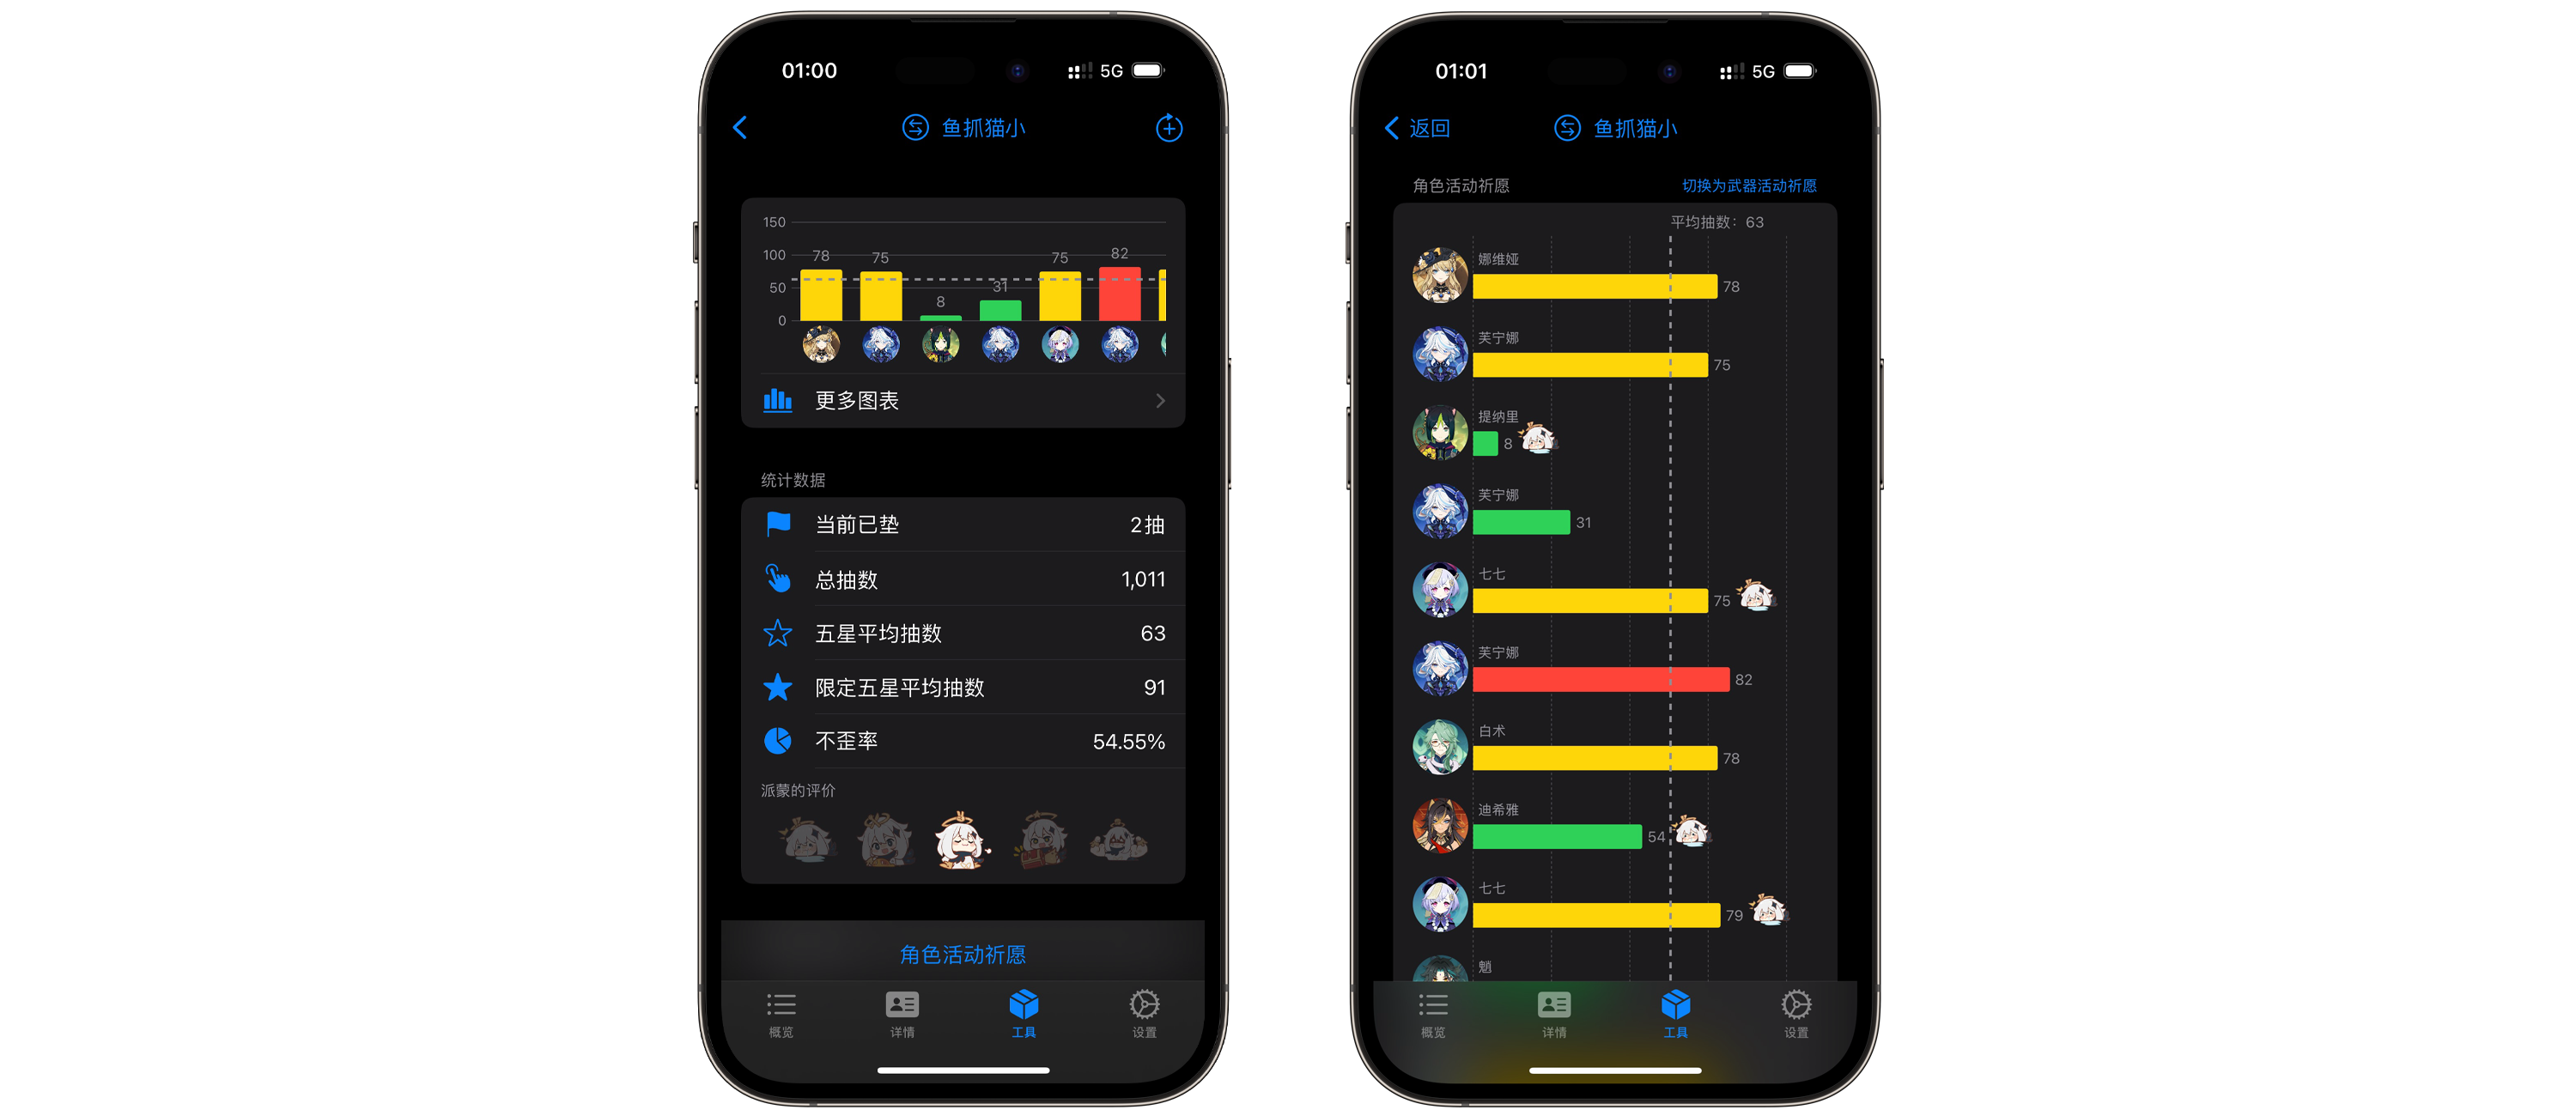 01:00
5G
鱼抓猫小
150
100
50
0
78
75
8
31
75
82
更多图表
统计数据
当前已垫
2抽
总抽数
1,011
五星平均抽数
63
限定五星平均抽数
91
不歪率
54.55%
派蒙的评价
角色活动祈愿
概览
详情
工具
设置
01:01
5G
返回
鱼抓猫小
角色活动祈愿
切换为武器活动祈愿
平均抽数：63
娜维娅
78
芙宁娜
75
提纳里
8
芙宁娜
31
七七
75
芙宁娜
82
白术
78
迪希雅
54
七七
79
魈
概览
详情
工具
设置